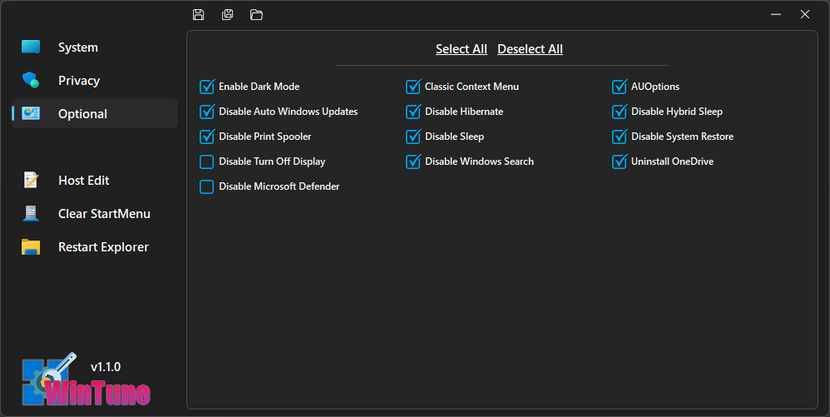 Select All Deselect All
System
Privacy
Optional
Host Edit
Clear StartMenu
Restart Explorer
Enable Dark Mode Classic Context Menu AUOptions
Disable Auto Windows Updates Disable Hibernate Disable Hybrid Sleep
Disable Print Spooler Disable Sleep Disable System Restore
Disable Turn Off Display Disable Windows Search Uninstall OneDrive
Disable Microsoft Defender
v1.1.0
WinTune